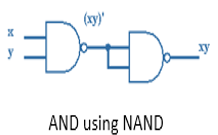 (xy)'
x
y
xy
AND using NAND